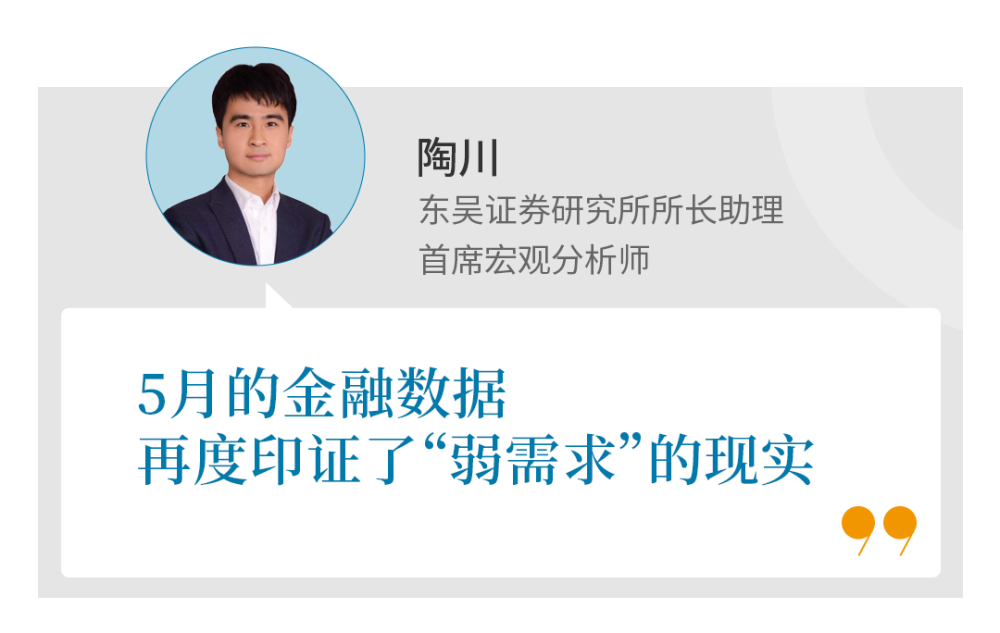 陶川
东吴证券研究所所长助理
首席宏观分析师
5月的金融数据
再度印证了“弱需求”的现实